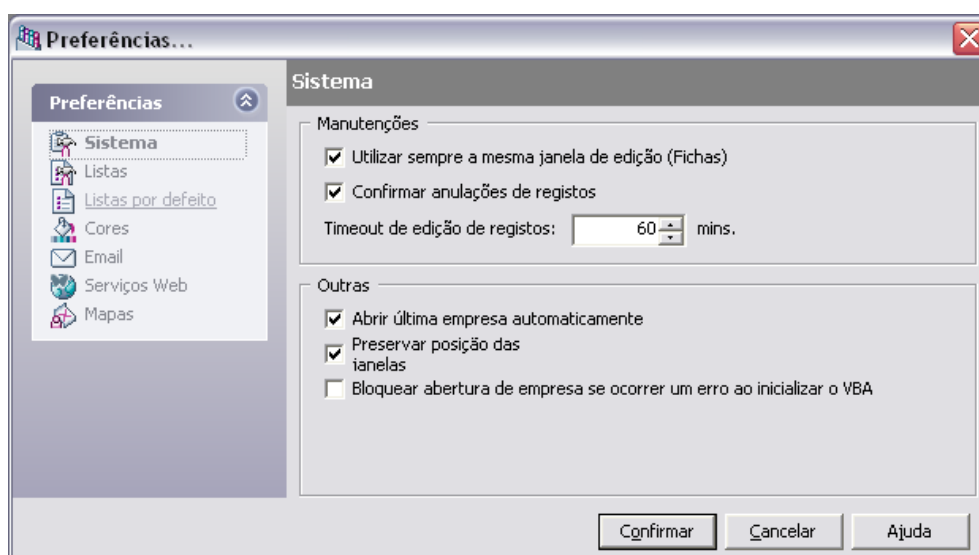 Preferências...
Preferências
Sistema
Listas
Listas por defeito
Cores
Email
Serviços Web
Mapas
Sistema
Manutenções
Utilizar sempre a mesma janela de edição (Fichas)
Confirmar anulações de registos
Timeout de edição de registos: 60 mins.
Outras
Abrir última empresa automaticamente
Preservar posição das
janelas
Bloquear abertura de empresa se ocorrer um erro ao inicializar o VBA
Confirmar Cancelar Ajuda